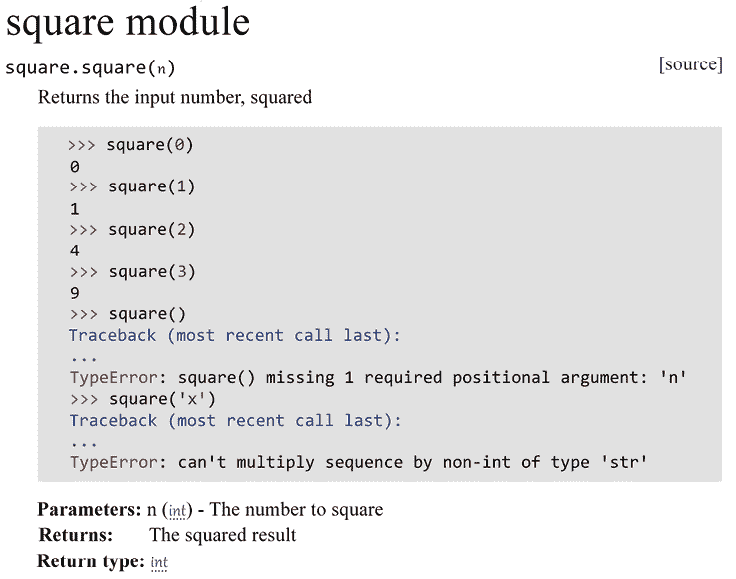 square module
square.square(n) [source]
Returns the input number, squared
>>> square(0)
0
>>> square(1)
1
>>> square(2)
4
>>> square(3)
9
>>> square()
Traceback (most recent call last):
...
TypeError: square() missing 1 required positional argument: 'n'
>>> square('x')
Traceback (most recent call last):
...
TypeError: can't multiply sequence by non-int of type 'str'
Parameters: n (int) - The number to square
Returns: The squared result
Return type: int